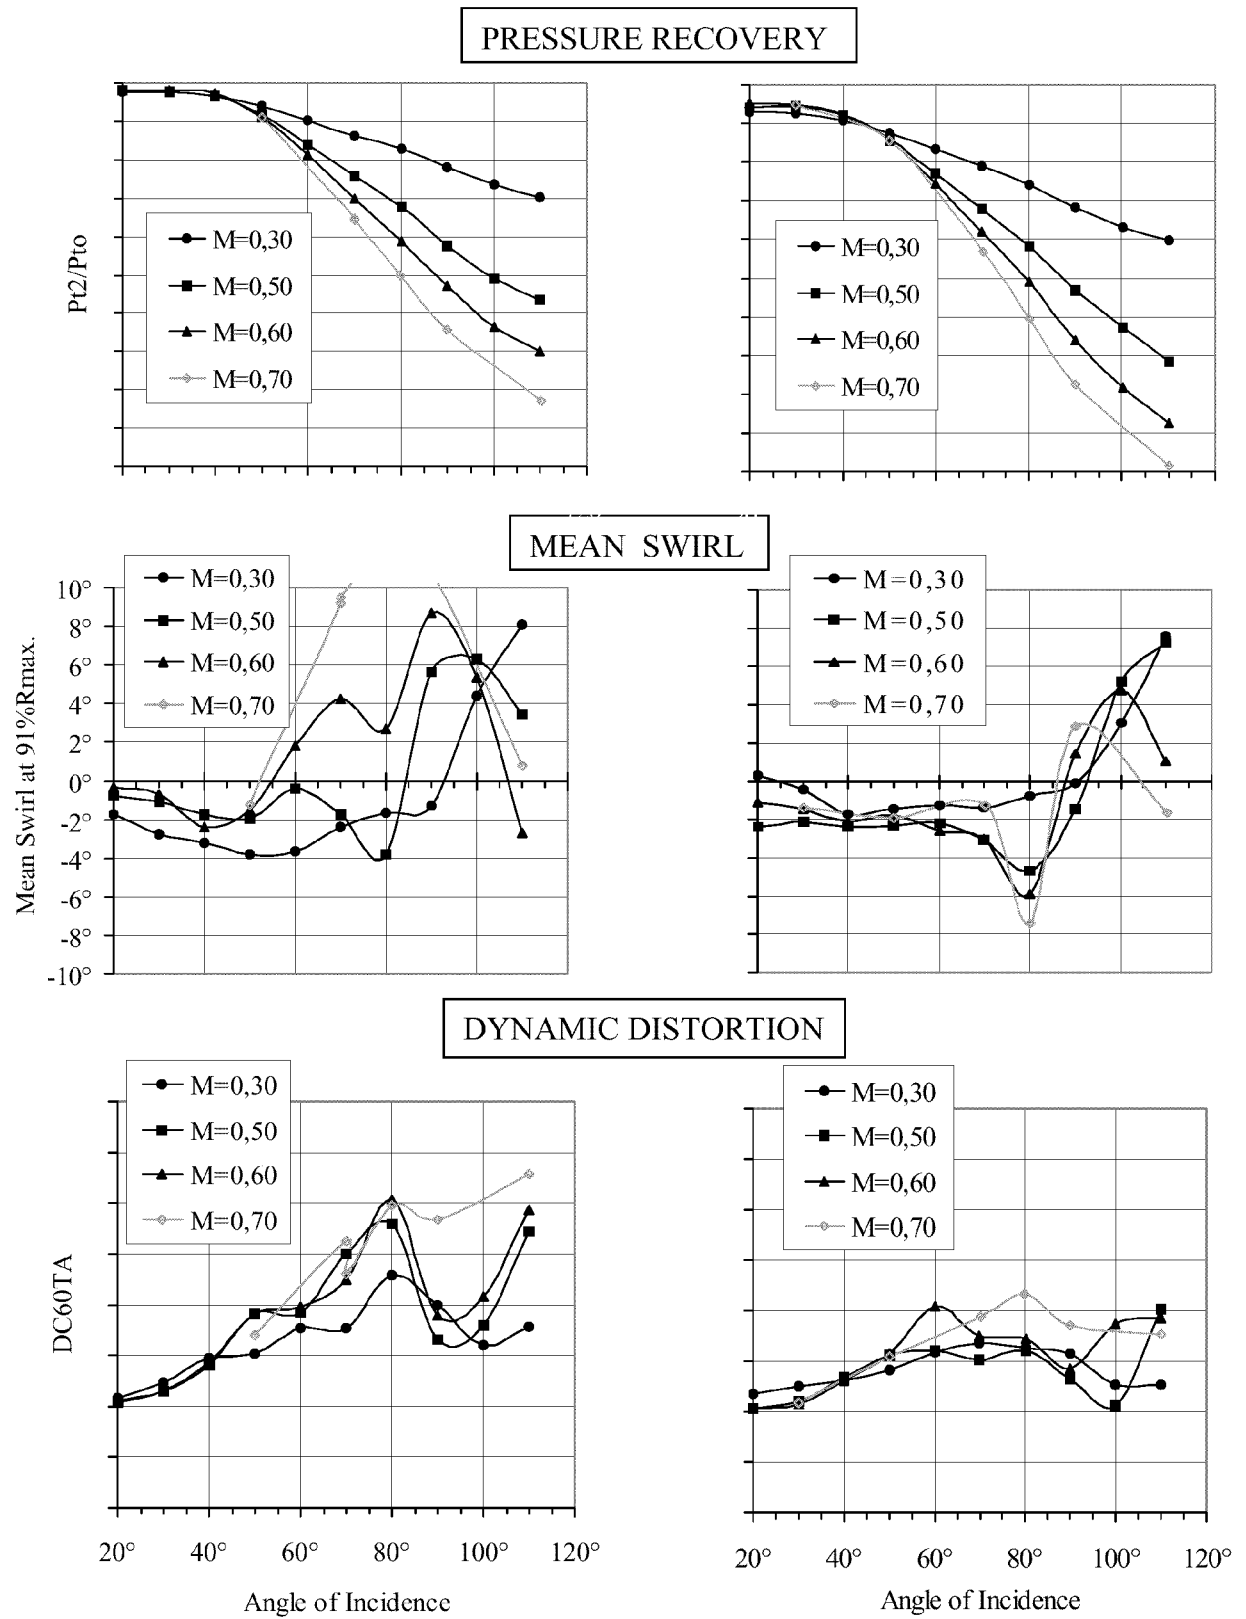 PRESSURE RECOVERY
Pt2/Pto
M=0,30
M=0,50
M=0,60
M=0,70
M=0,30
M=0,50
M=0,60
M=0,70
MEAN SWIRL
Mean Swirl at 91%Rmax.
10°
8°
6°
4°
2°
0°
-2°
-4°
-6°
-8°
-10°
M=0,30
M=0,50
M=0,60
M=0,70
M=0,30
M=0,50
M=0,60
M=0,70
DYNAMIC DISTORTION
DC60TA
M=0,30
M=0,50
M=0,60
M=0,70
M=0,30
M=0,50
M=0,60
M=0,70
20° 40° 60° 80° 100° 120°
Angle of Incidence
20° 40° 60° 80° 100° 120°
Angle of Incidence